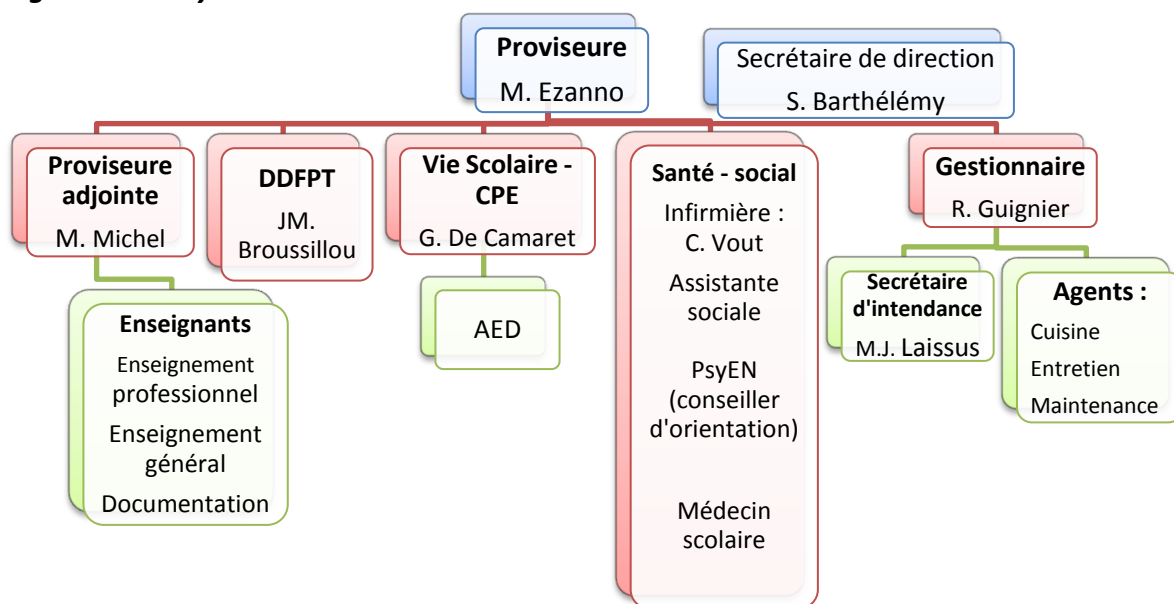 Proviseure
M. Ezanno
Secrétaire de direction
S. Barthélémy
Proviseure
adjointe
M. Michel
DDFPT
JM.
Broussillou
Vie Scolaire -
CPE
G. De Camaret
Santé - social
Infirmière :
C. Vout
Assistante
sociale
PsyEN
(conseiller
d'orientation)
Médecin
scolaire
Gestionnaire
R. Guignier
Enseignants
Enseignement
professionnel
Enseignement
général
Documentation
AED
Secrétaire
d'intendance
M.J. Laissus
Agents :
Cuisine
Entretien
Maintenance